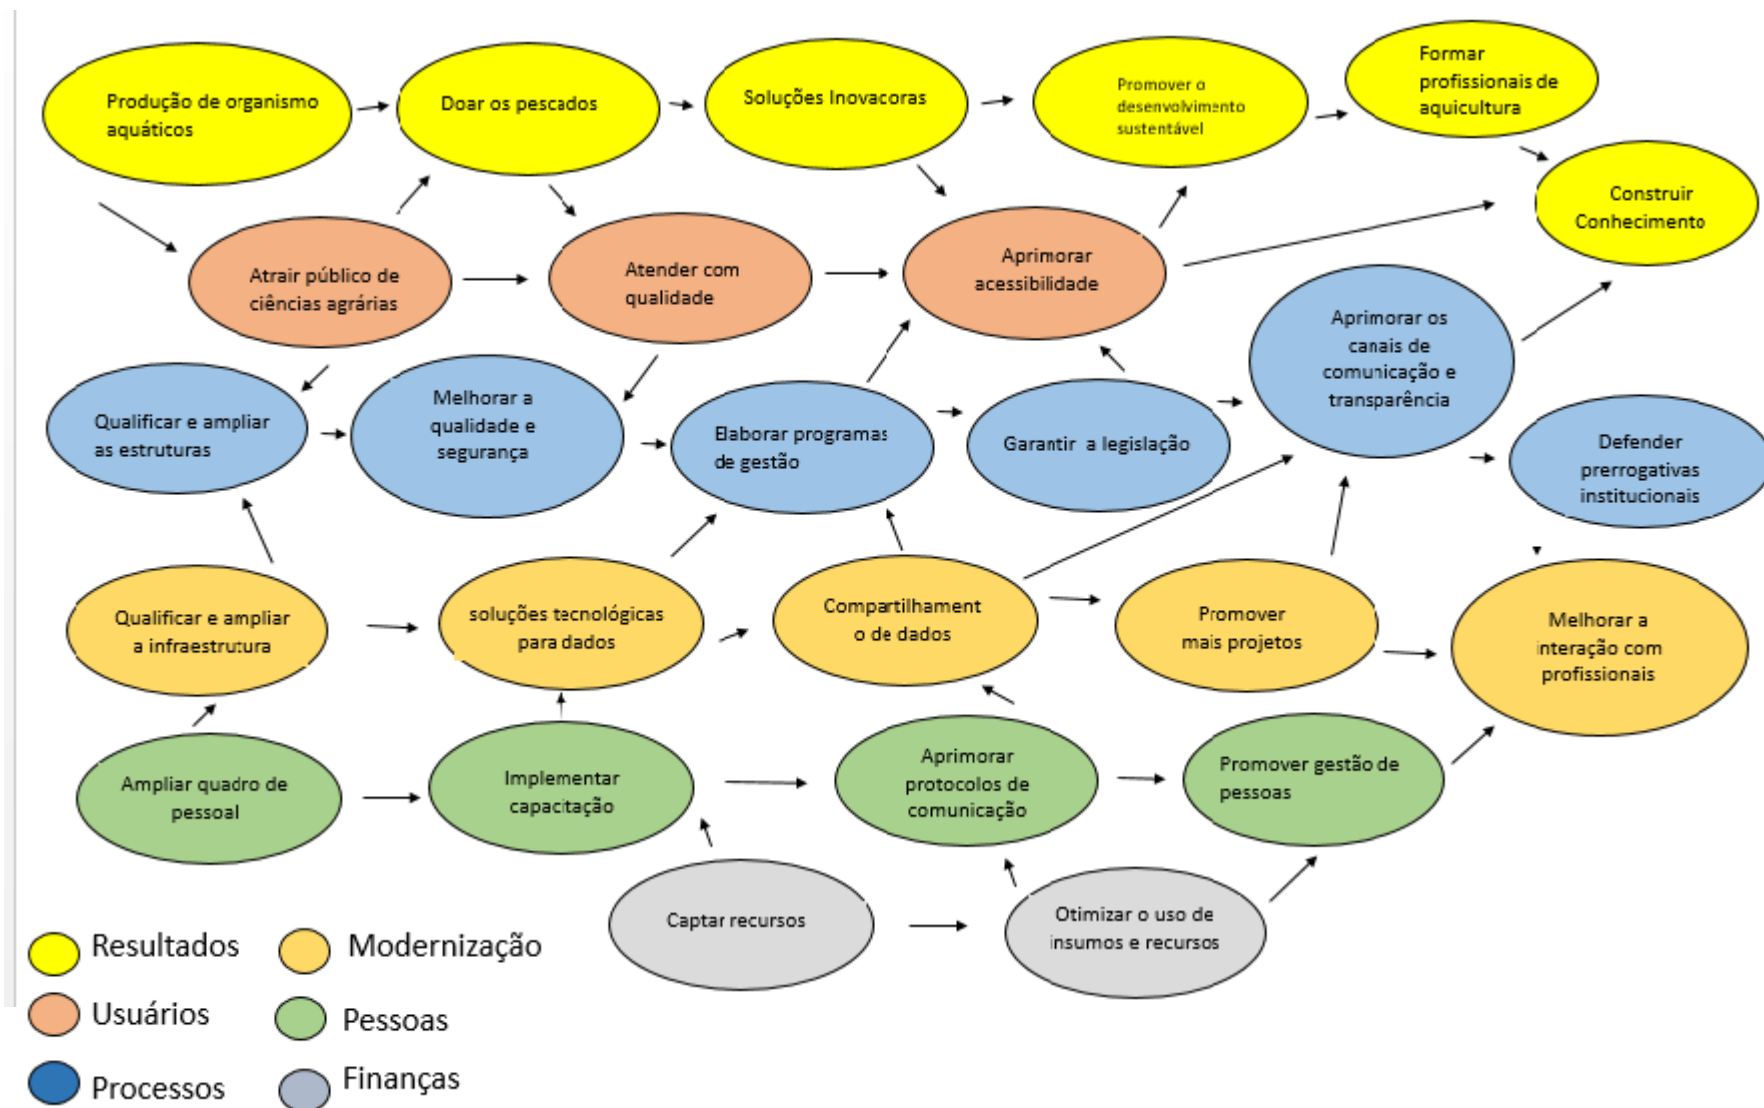 Produção de organismo
aquáticos
Doar os pescados
Soluções Inovacoras
Promover o
desenvolvimento
sustentável
Formar
profissionais de
aquicultura
Construir
Conhecimento
Atrair público de
ciências agrárias
Atender com
qualidade
Aprimorar
acessibilidade
Qualificar e ampliar
as estruturas
Melhorar a
qualidade e
segurança
Elaborar programas
de gestão
Garantir a legislação
Aprimorar os
canais de
comunicação e
transparência
Defender
prerrogativas
institucionais
Qualificar e ampliar
a infraestrutura
soluções tecnológicas
para dados
Compartilhament
o de dados
Promover
mais projetos
Melhorar a
interação com
profissionais
Ampliar quadro de
pessoal
Implementar
capacitação
Aprimorar
protocolos de
comunicação
Promover gestão de
pessoas
Captar recursos
Otimizar o uso de
insumos e recursos
Resultados
Modernização
Usuários
Pessoas
Processos
Finanças